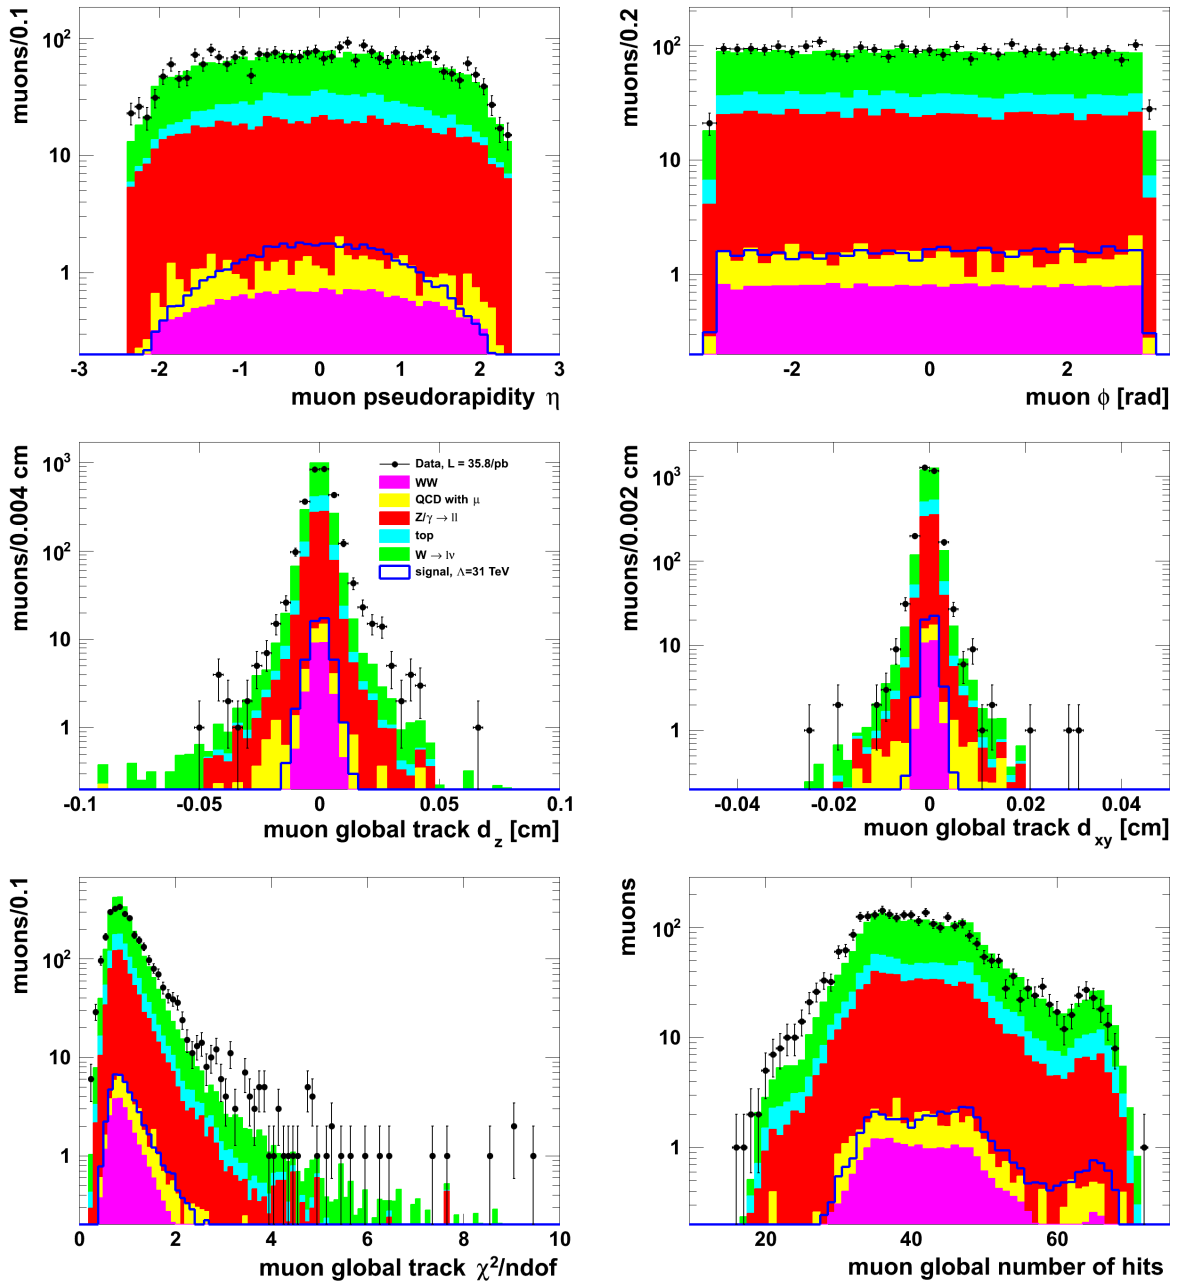 muons/0.1
10²
10
1
-3 -2 -1 0 1 2 3
muon pseudorapidity η
muons/0.2
10²
10
1
-2 0 2
muon ϕ [rad]
muons/0.004 cm
10³
10²
10
1
Data, L = 35.8/pb
WW
QCD with μ
Z/γ → ll
top
W → lν
signal, Λ=31 TeV
-0.1 -0.05 0 0.05 0.1
muon global track d_z [cm]
muons/0.002 cm
10³
10²
10
1
-0.04 -0.02 0 0.02 0.04
muon global track d_xy [cm]
muons/0.1
10²
10
1
0 2 4 6 8 10
muon global track χ²/ndof
muons
10²
10
1
20 40 60
muon global number of hits